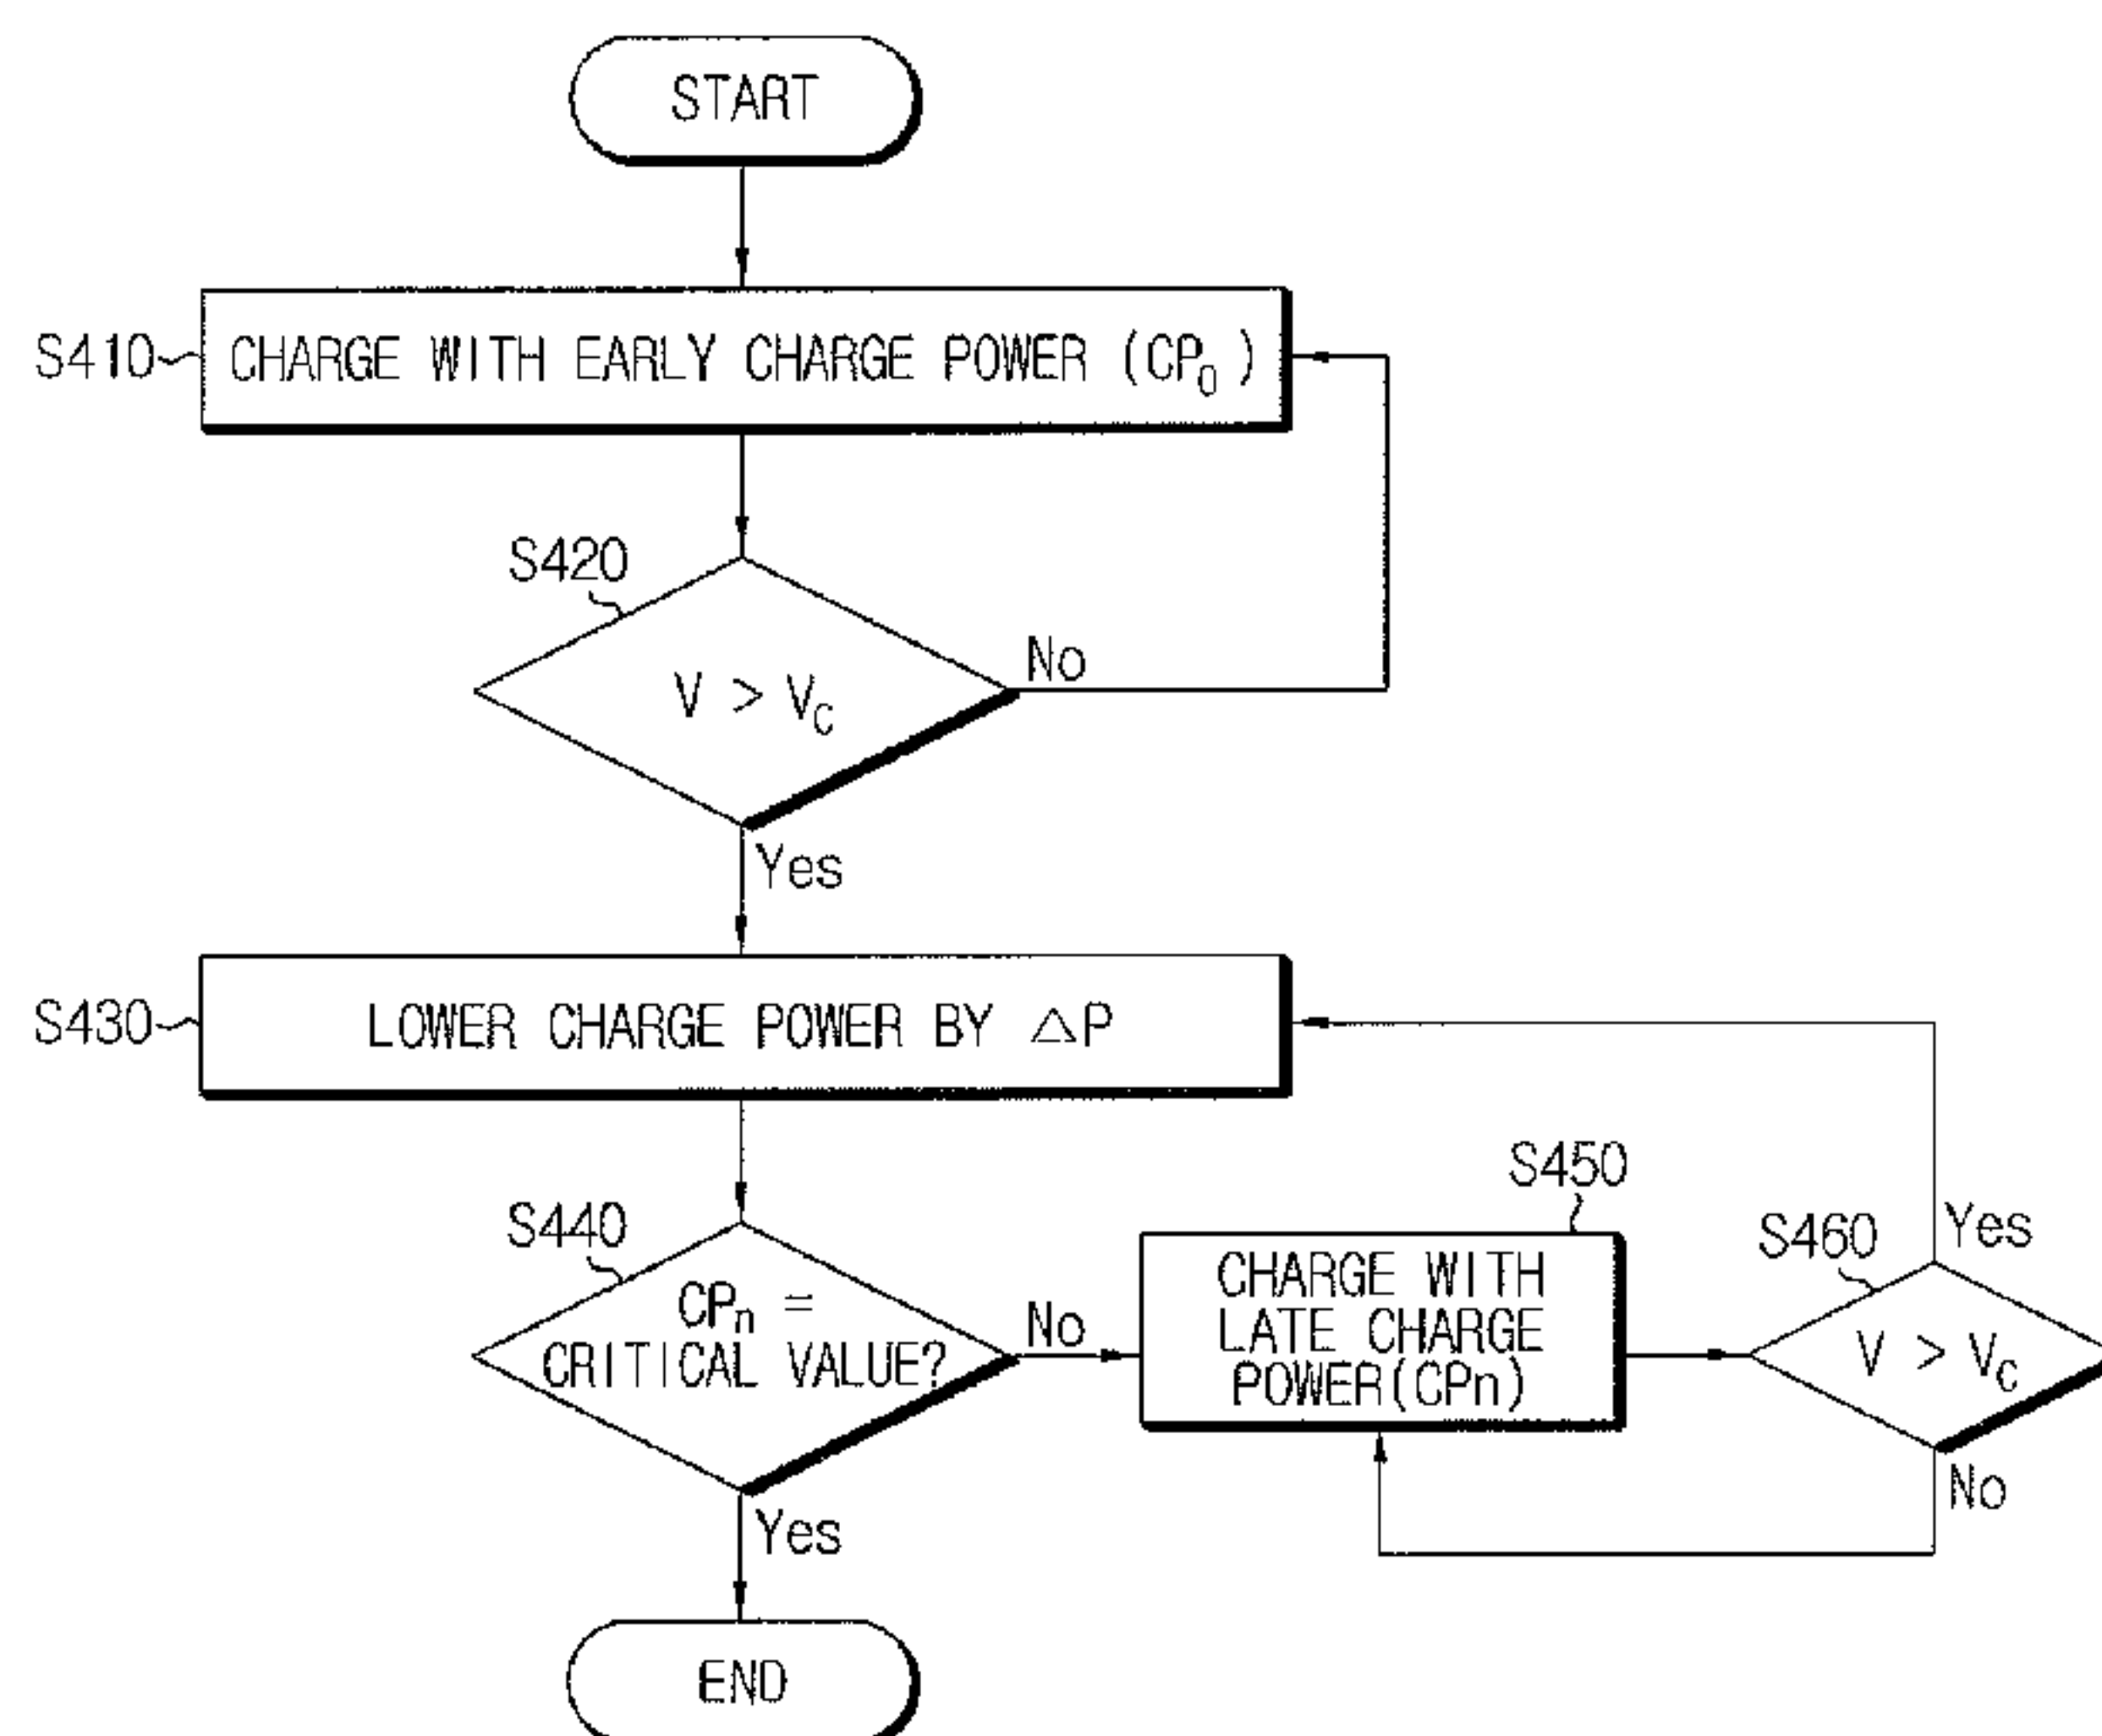 START
S410
CHARGE WITH EARLY CHARGE POWER (CP0)
S420
V > VC
No
Yes
S430
LOWER CHARGE POWER BY △P
S440
CPn =
CRITICAL VALUE?
No
Yes
S450
CHARGE WITH
LATE CHARGE
POWER(CPn)
S460
V > VC
Yes
No
END